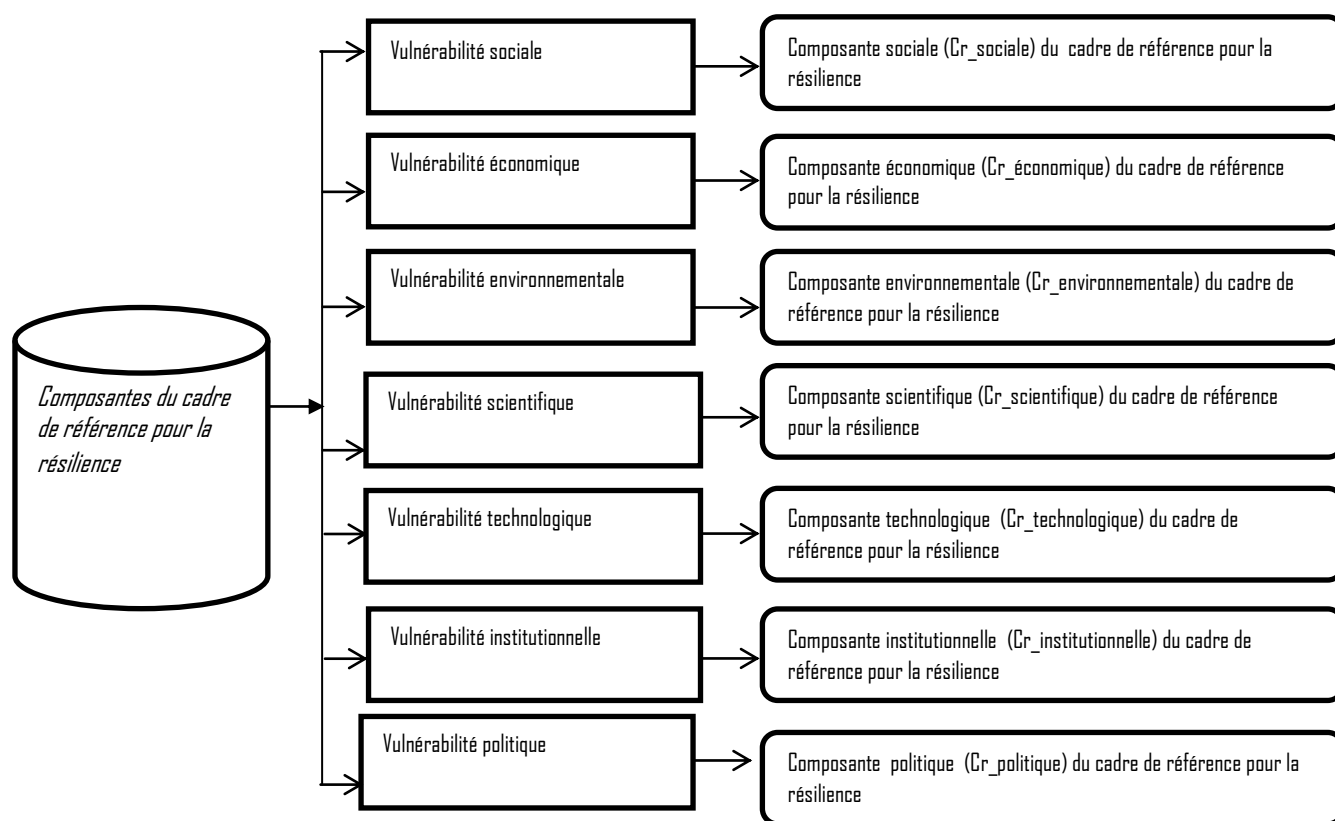 Composantes du cadre
de référence pour la
résilience
Vulnérabilité sociale
Composante sociale (Cr_sociale) du cadre de référence pour la
résilience
Vulnérabilité économique
Composante économique (Cr_économique) du cadre de référence
pour la résilience
Vulnérabilité environnementale
Composante environnementale (Cr_environnementale) du cadre de
référence pour la résilience
Vulnérabilité scientifique
Composante scientifique (Cr_scientifique) du cadre de référence
pour la résilience
Vulnérabilité technologique
Composante technologique (Cr_technologique) du cadre de
référence pour la résilience
Vulnérabilité institutionnelle
Composante institutionnelle (Cr_institutionnelle) du cadre de
référence pour la résilience
Vulnérabilité politique
Composante politique (Cr_politique) du cadre de référence pour la
résilience